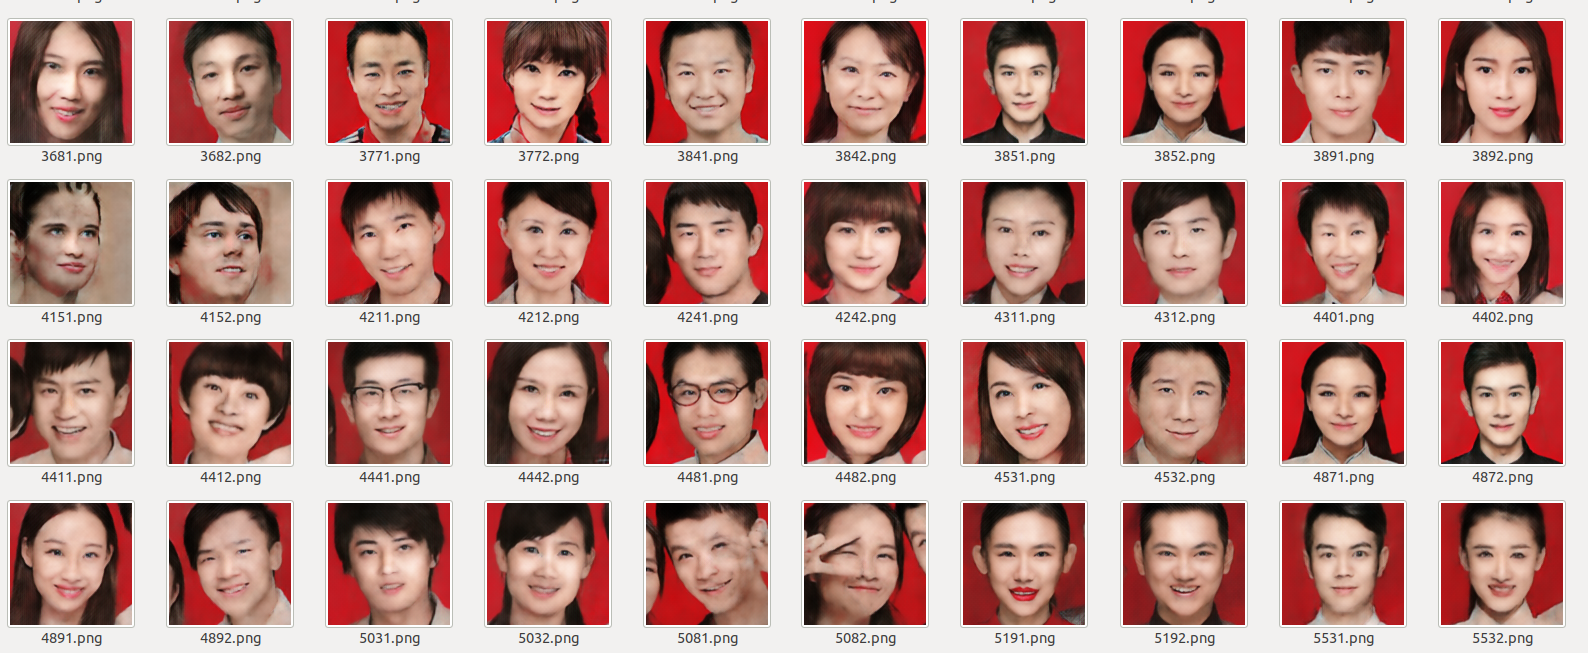 3681.png 3682.png 3771.png 3772.png 3841.png 3842.png 3851.png 3852.png 3891.png 3892.png
4151.png 4152.png 4211.png 4212.png 4241.png 4242.png 4311.png 4312.png 4401.png 4402.png
4411.png 4412.png 4441.png 4442.png 4481.png 4482.png 4531.png 4532.png 4871.png 4872.png
4891.png 4892.png 5031.png 5032.png 5081.png 5082.png 5191.png 5192.png 5531.png 5532.png